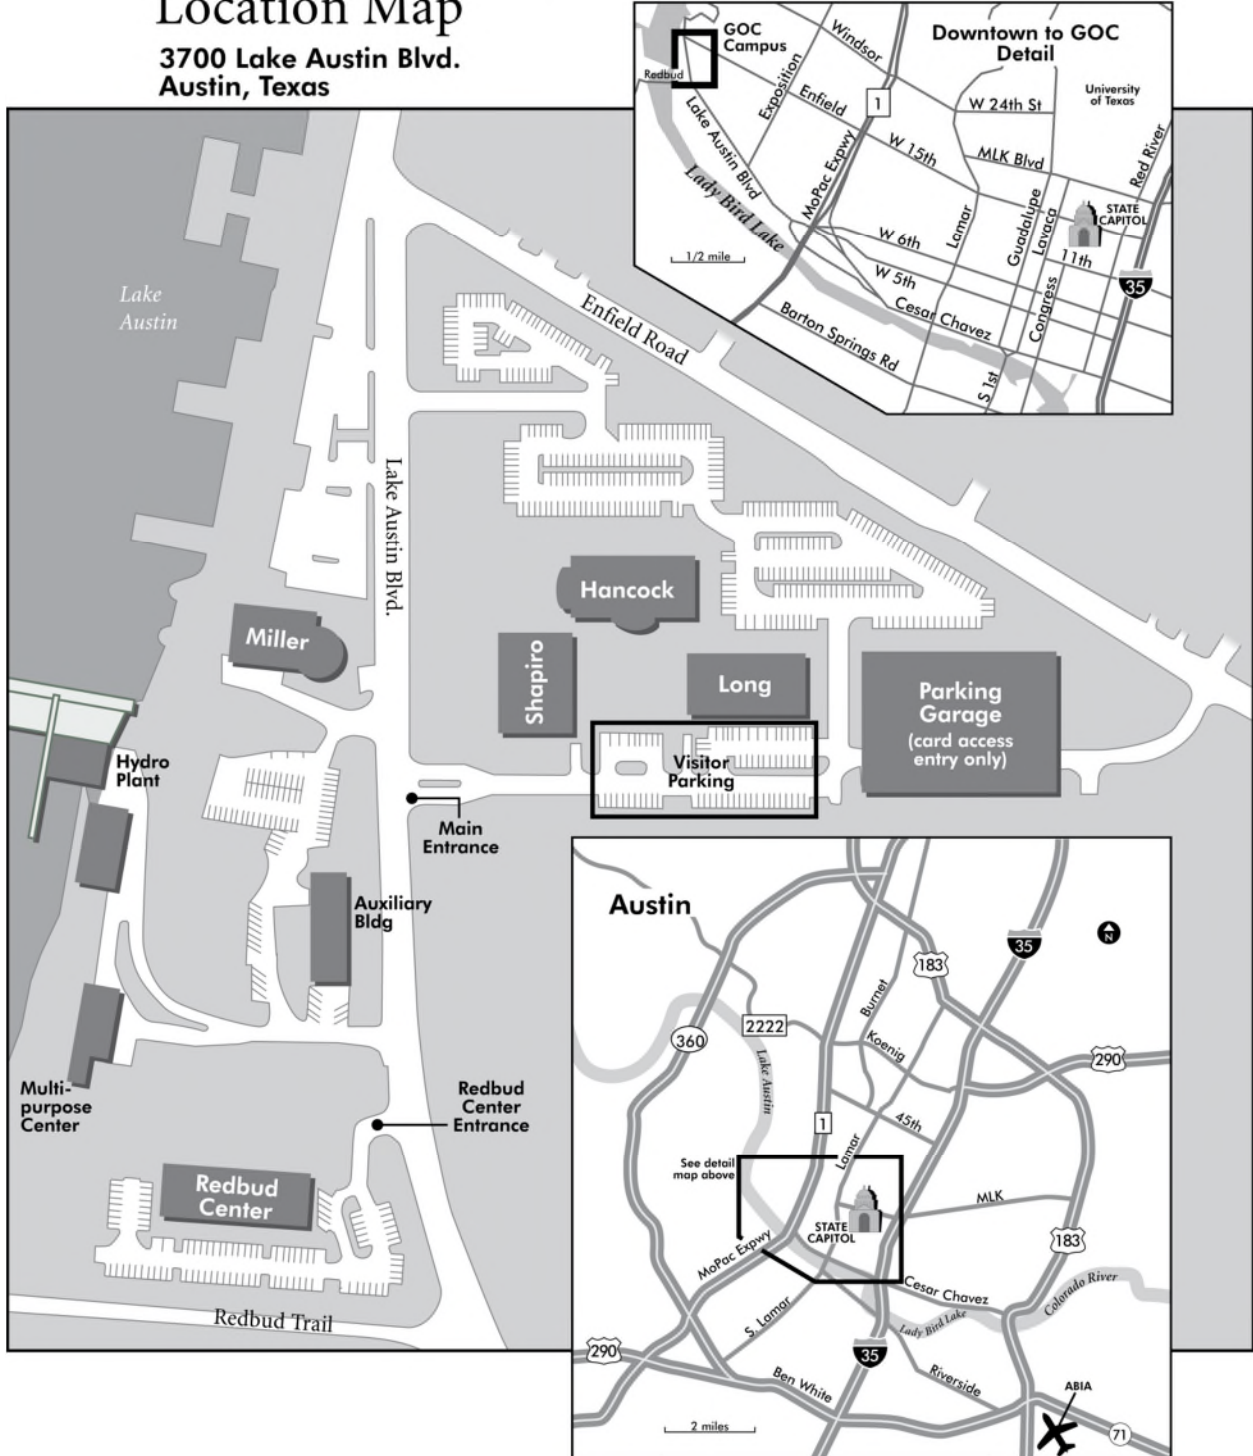 Location Map
3700 Lake Austin Blvd.
Austin, Texas
GOC
Campus
Redbud
Windsor
Downtown to GOC
Detail
University
of Texas
Exposition
Enfield
1
W 24th St
Lake Austin Blvd
W 15th
MLK Blvd
Red River
MoPac Expwy
Lady Bird Lake
Lamar
Guadalupe
Lavaca
STATE
CAPITOL
W 6th
11th
1/2 mile
W 5th
35
Cesar Chavez
Congress
Barton Springs Rd
S 1st
Lake
Austin
Enfield Road
Lake Austin Blvd.
Hancock
Miller
Shapiro
Long
Parking
Garage
(card access
entry only)
Visitor
Parking
Hydro
Plant
Main
Entrance
Auxiliary
Bldg
Multi-
purpose
Center
Redbud
Center
Entrance
Redbud
Center
Redbud Trail
Austin
N
35
183
Burnet
2222
360
Koenig
290
Lake Austin
1
45th
Lamar
See detail
map above
MLK
STATE
CAPITOL
183
MoPac Expwy
Cesar Chavez
Colorado River
S. Lamar
Lady Bird Lake
290
35
Ben White
Riverside
ABIA
2 miles
71